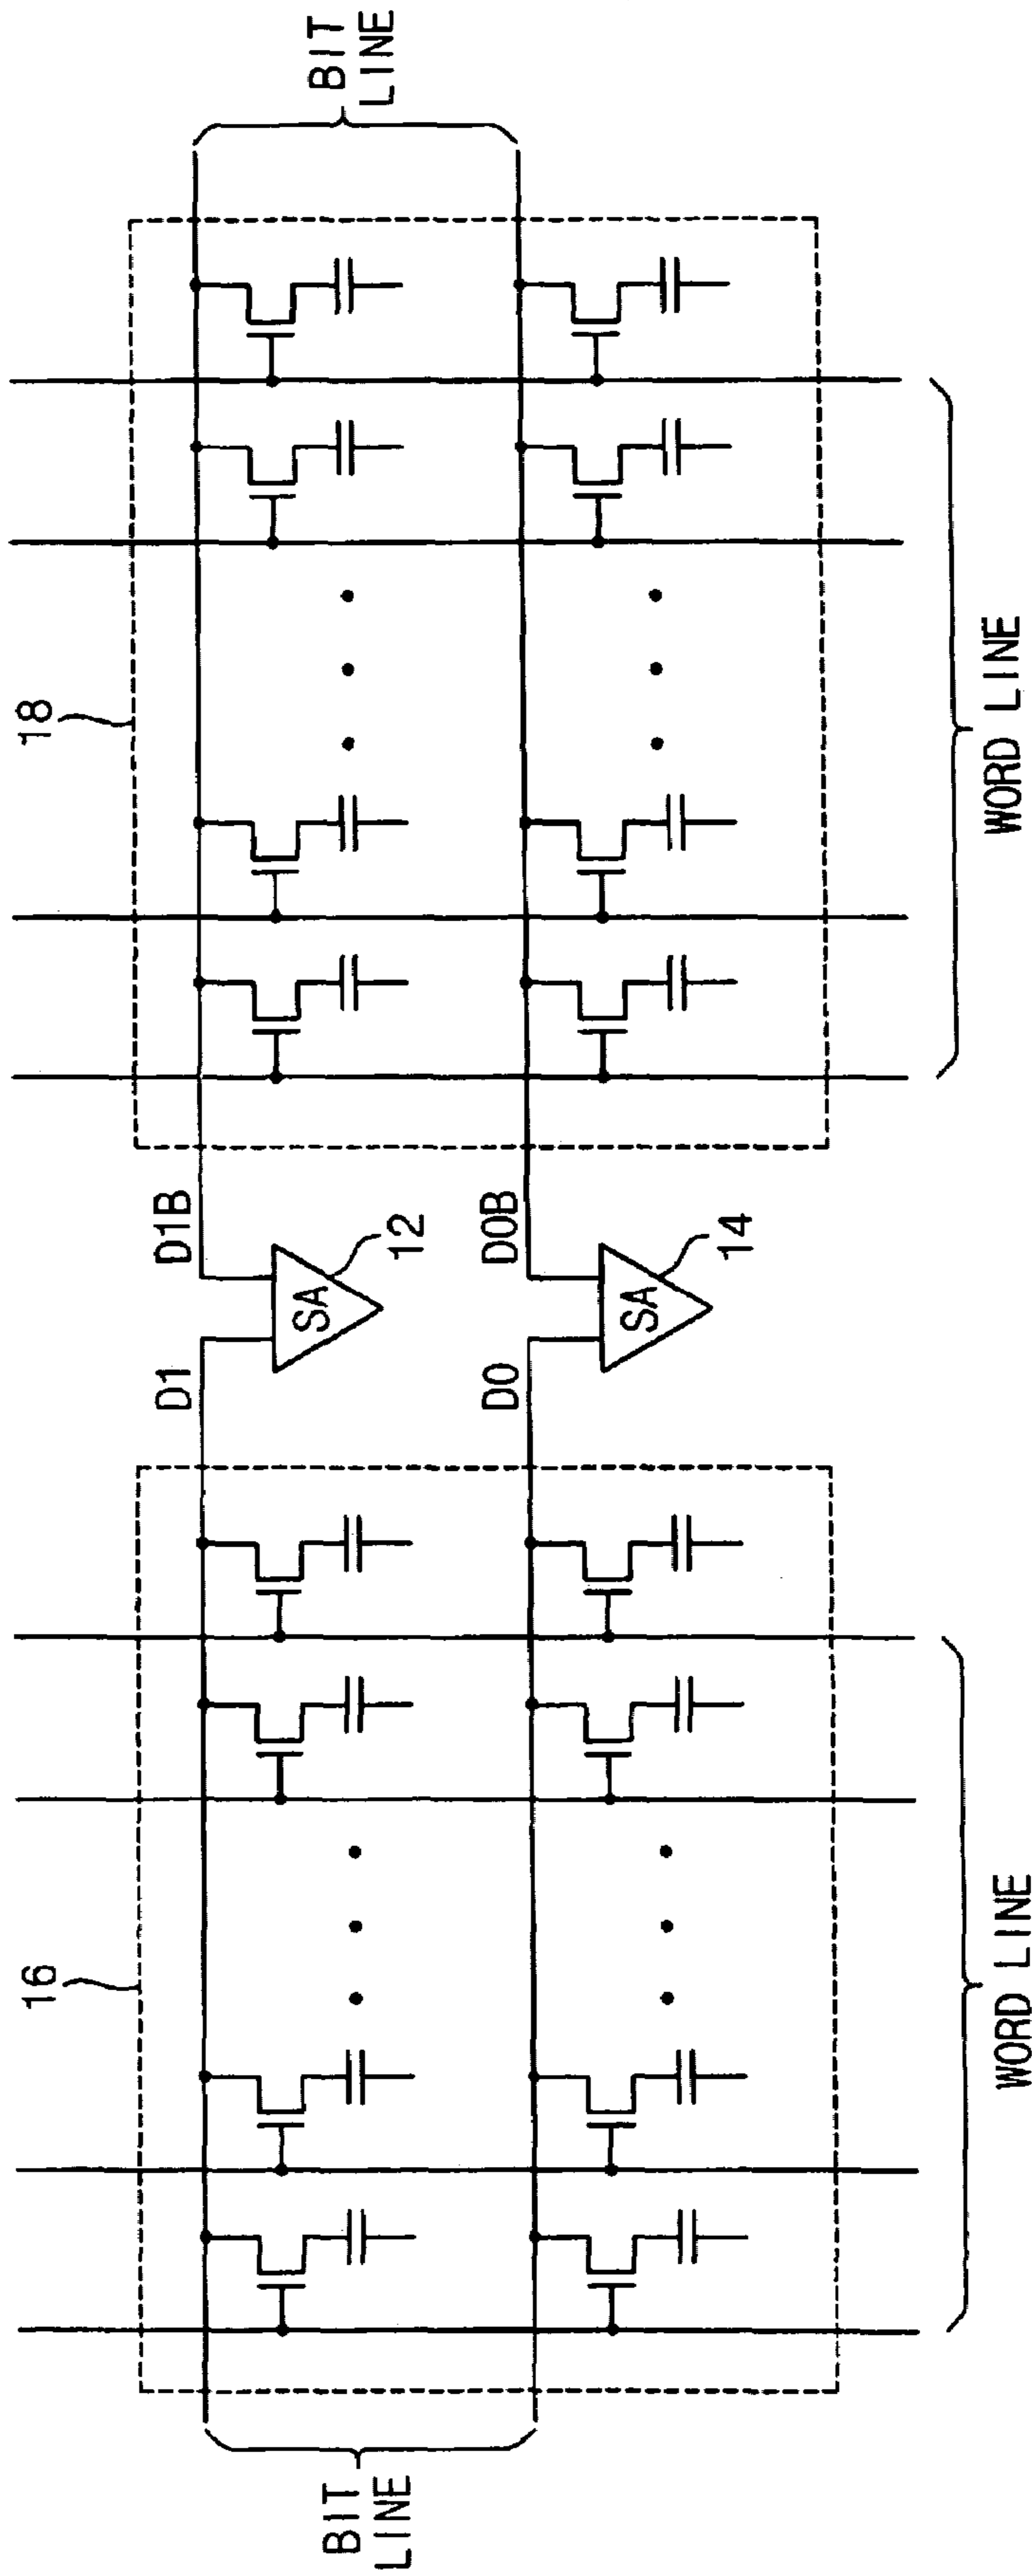 BIT
LINE
18
16
D1
D1B
SA
12
D0
D0B
SA
14
BIT
LINE
WORD LINE
WORD LINE